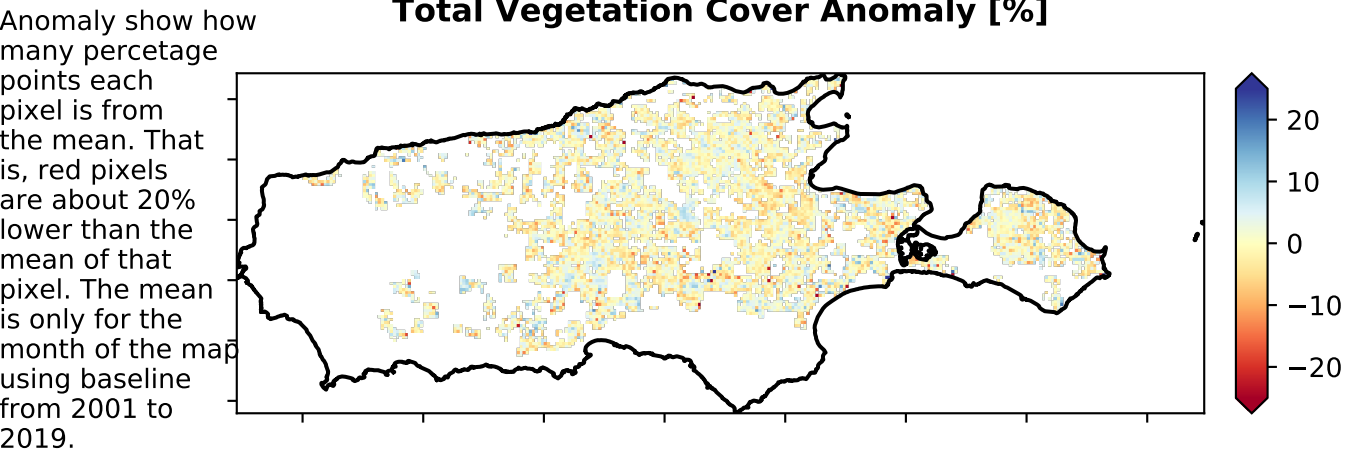 Total Vegetation Cover Anomaly [%]
Anomaly show how
many percetage
points each
pixel is from
the mean. That
is, red pixels
are about 20%
lower than the
mean of that
pixel. The mean
is only for the
month of the map
using baseline
from 2001 to
2019.
20
10
0
−10
−20